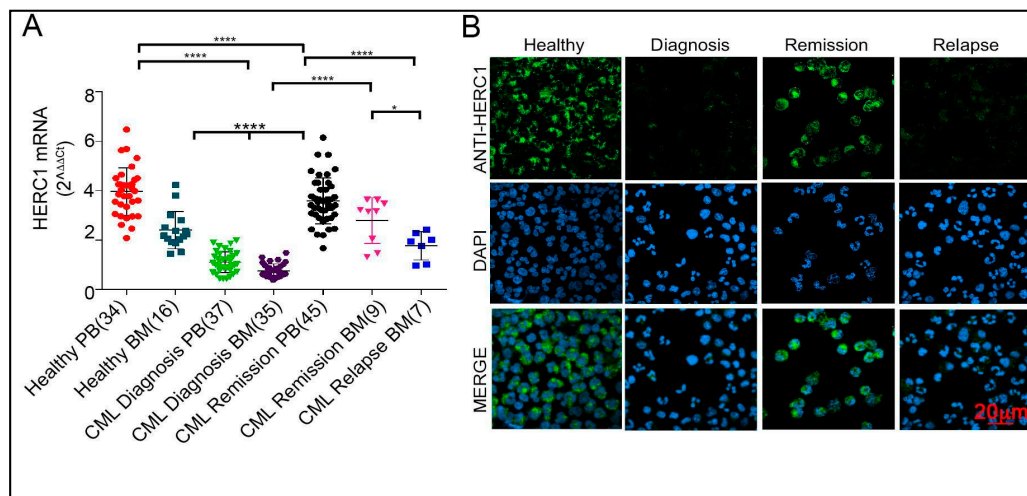 A
****
****
****
****
*
****
HERC1 mRNA
(2^ΔΔCt)
8
6
4
2
0
Healthy PB(34)
Healthy BM(16)
CML Diagnosis PB(37)
CML Diagnosis BM(35)
CML Remission PB(45)
CML Remission BM(9)
CML Relapse BM(7)
B
Healthy Diagnosis Remission Relapse
ANTI-HERC1
DAPI
MERGE
20µm